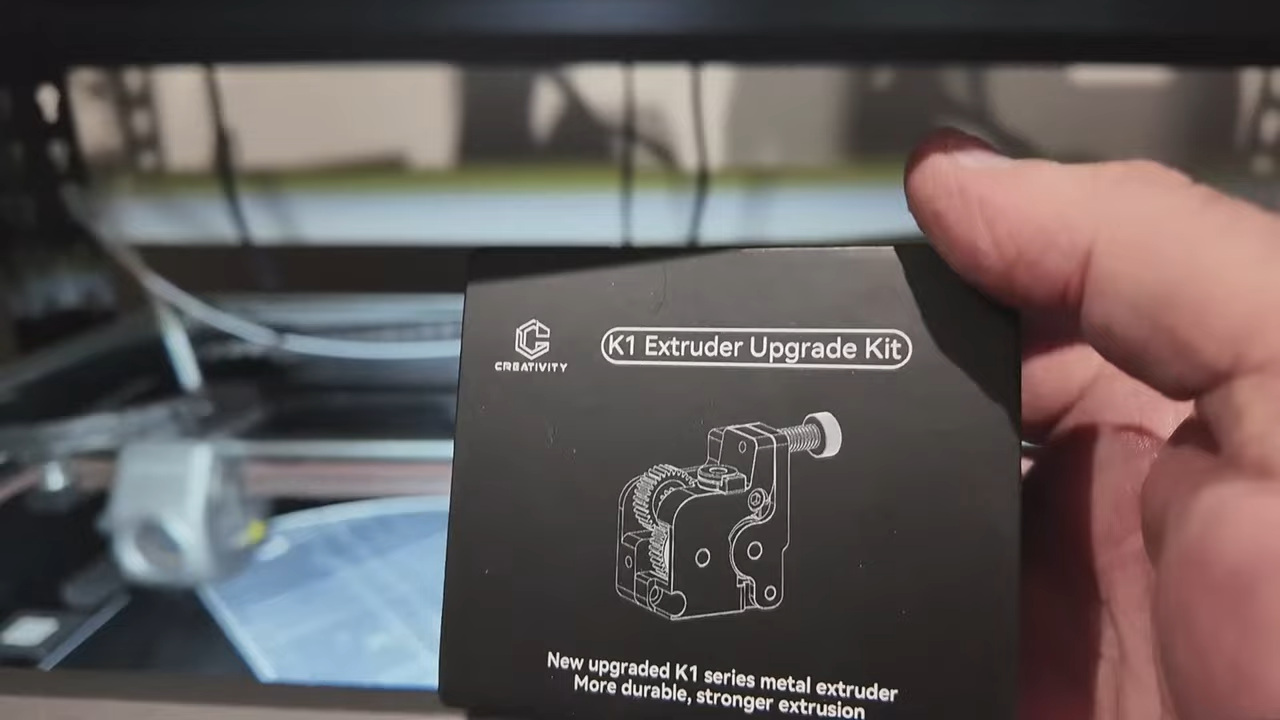 CREATIVITY
K1 Extruder Upgrade Kit
New upgraded K1 series metal extruder
More durable, stronger extrusion